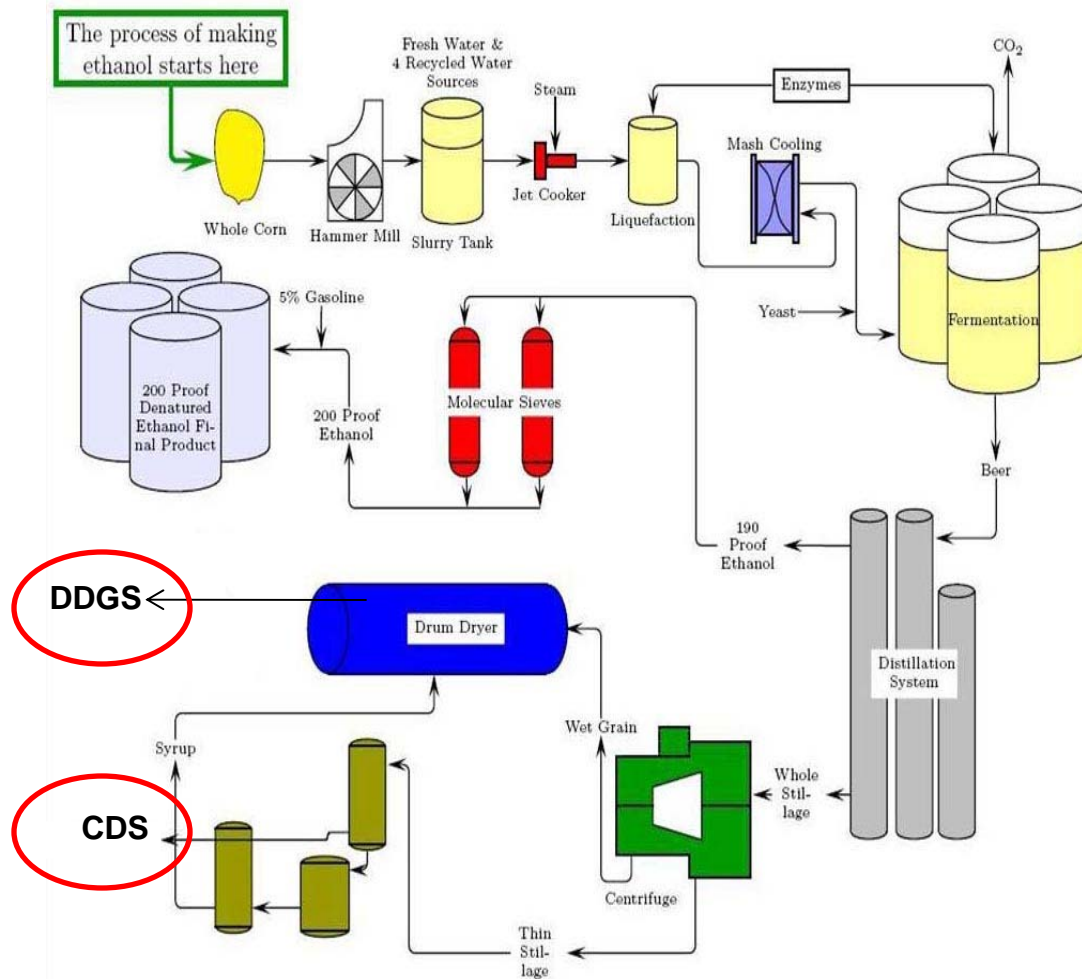 The process of making
ethanol starts here
Fresh Water &
4 Recycled Water
Sources
Steam
Enzymes
CO2
Mash Cooling
Whole Corn
Hammer Mill
Slurry Tank
Jet Cooker
Liquefaction
Yeast
Fermentation
5% Gasoline
200 Proof
Denatured
Ethanol Fi-
nal Product
200 Proof
Ethanol
Molecular Sieves
Beer
190
Proof
Ethanol
DDGS
Drum Dryer
Distillation
System
Syrup
Wet Grain
Whole
Stil-
lage
CDS
Centrifuge
Thin
Stil-
lage